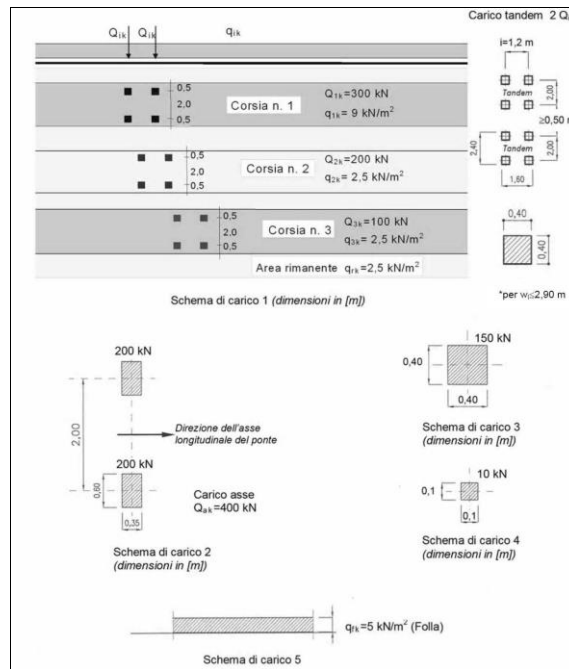 Carico tandem 2 Q
Qik Qik qik
i=1,2 m
0,5
2,0
0,5
Corsia n. 1
Q1k=300 kN
q1k= 9 kN/m²
Tandem
2,00
≥0,50 m
0,5
2,0
0,5
Corsia n. 2
Q2k=200 kN
q2k= 2,5 kN/m²
2,40
Tandem
2,00
1,60
0,5
2,0
0,5
Corsia n. 3
Q3k=100 kN
q3k= 2,5 kN/m²
0,40
0,40
Area rimanente qrk=2,5 kN/m²
Schema di carico 1 (dimensioni in [m])
*per wl≤2,90 m
200 kN
2,00
Direzione dell'asse
longitudinale del ponte
200 kN
0,60
0,35
Carico asse
Qak=400 kN
Schema di carico 2
(dimensioni in [m])
150 kN
0,40
0,40
Schema di carico 3
(dimensioni in [m])
10 kN
0,1
0,1
Schema di carico 4
(dimensioni in [m])
qfk=5 kN/m² (Folla)
Schema di carico 5